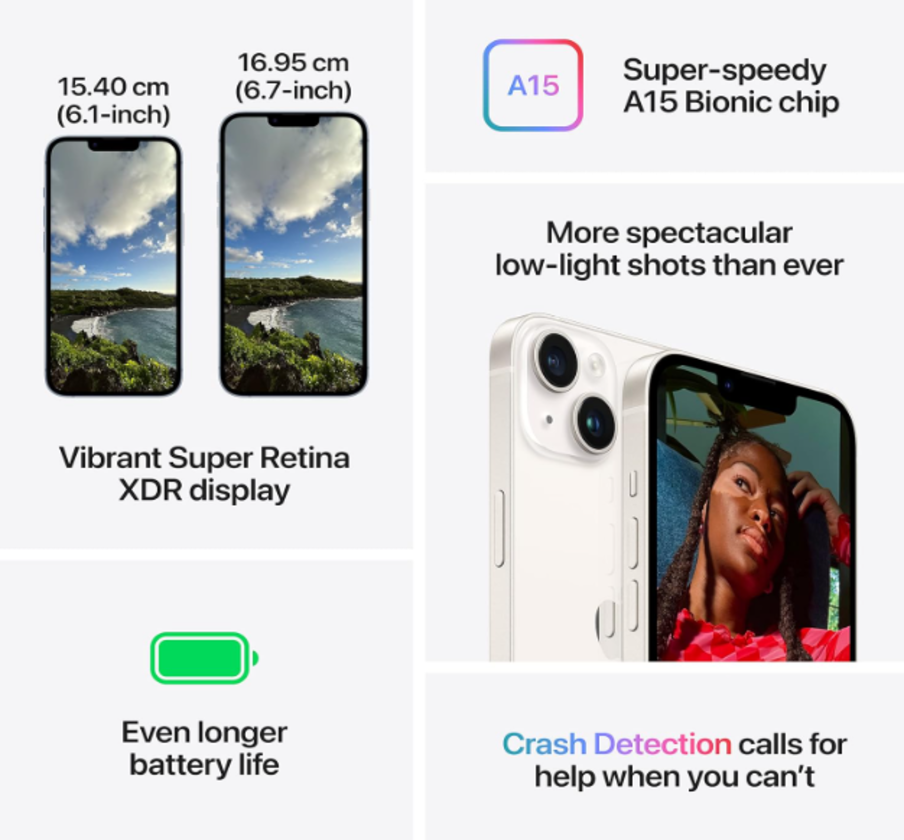 15.40 cm
(6.1-inch)
16.95 cm
(6.7-inch)
Vibrant Super Retina
XDR display
A15
Super-speedy
A15 Bionic chip
More spectacular
low-light shots than ever
Even longer
battery life
Crash Detection calls for
help when you can’t